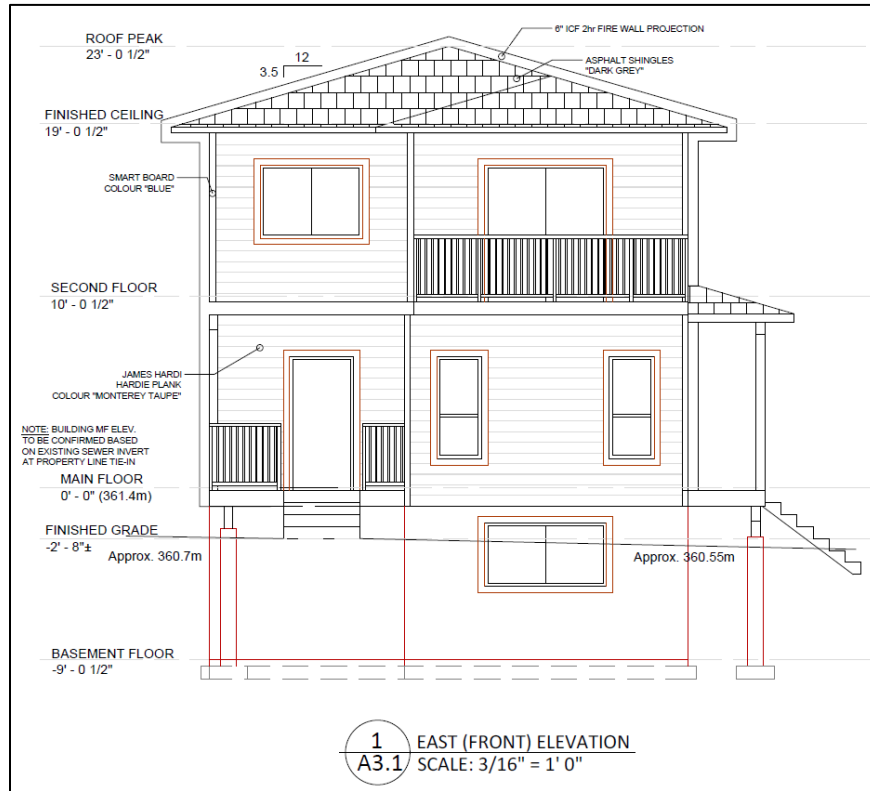 6" ICF 2hr FIRE WALL PROJECTION
ROOF PEAK
23' - 0 1/2"
12
3.5
ASPHALT SHINGLES
"DARK GREY"
FINISHED CEILING
19' - 0 1/2"
SMART BOARD
COLOUR "BLUE"
SECOND FLOOR
10' - 0 1/2"
JAMES HARDI
HARDIE PLANK
COLOUR "MONTEREY TAUPE"
NOTE: BUILDING MF ELEV.
TO BE CONFIRMED BASED
ON EXISTING SEWER INVERT
AT PROPERTY LINE TIE-IN
MAIN FLOOR
0' - 0" (361.4m)
FINISHED GRADE
-2' - 8"±
Approx. 360.7m
Approx. 360.55m
BASEMENT FLOOR
-9' - 0 1/2"
1
A3.1
EAST (FRONT) ELEVATION
SCALE: 3/16" = 1' 0"